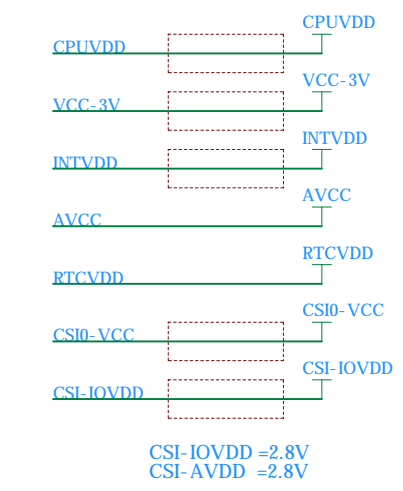 CPUVDD
CPUVDD
VCC-3V
VCC-3V
INTVDD
INTVDD
AVCC
AVCC
RTCVDD
RTCVDD
CSI0-VCC
CSI0-VCC
CSI-IOVDD
CSI-IOVDD
CSI-IOVDD =2.8V
CSI-AVDD =2.8V